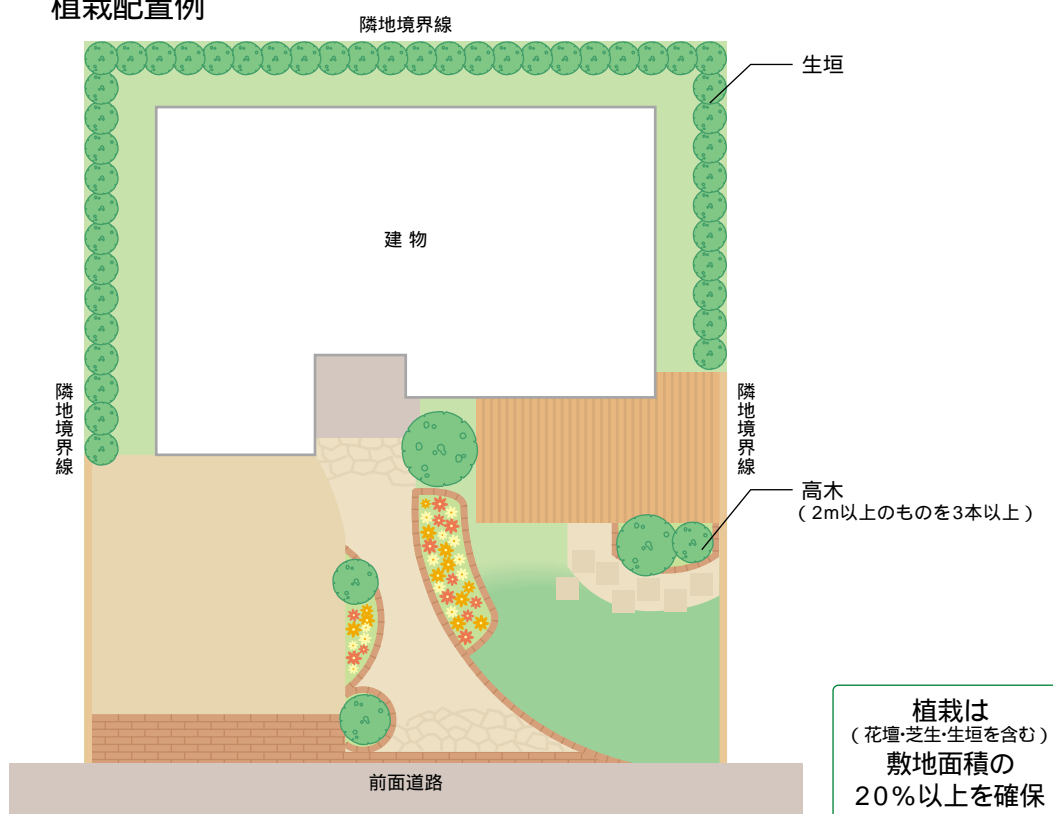 植栽配置例
隣地境界線
生垣
建物
隣地境界線
隣地境界線
高木
(2m以上のものを3本以上)
前面道路
植栽は
(花壇・芝生・生垣を含む)
敷地面積の
20%以上を確保